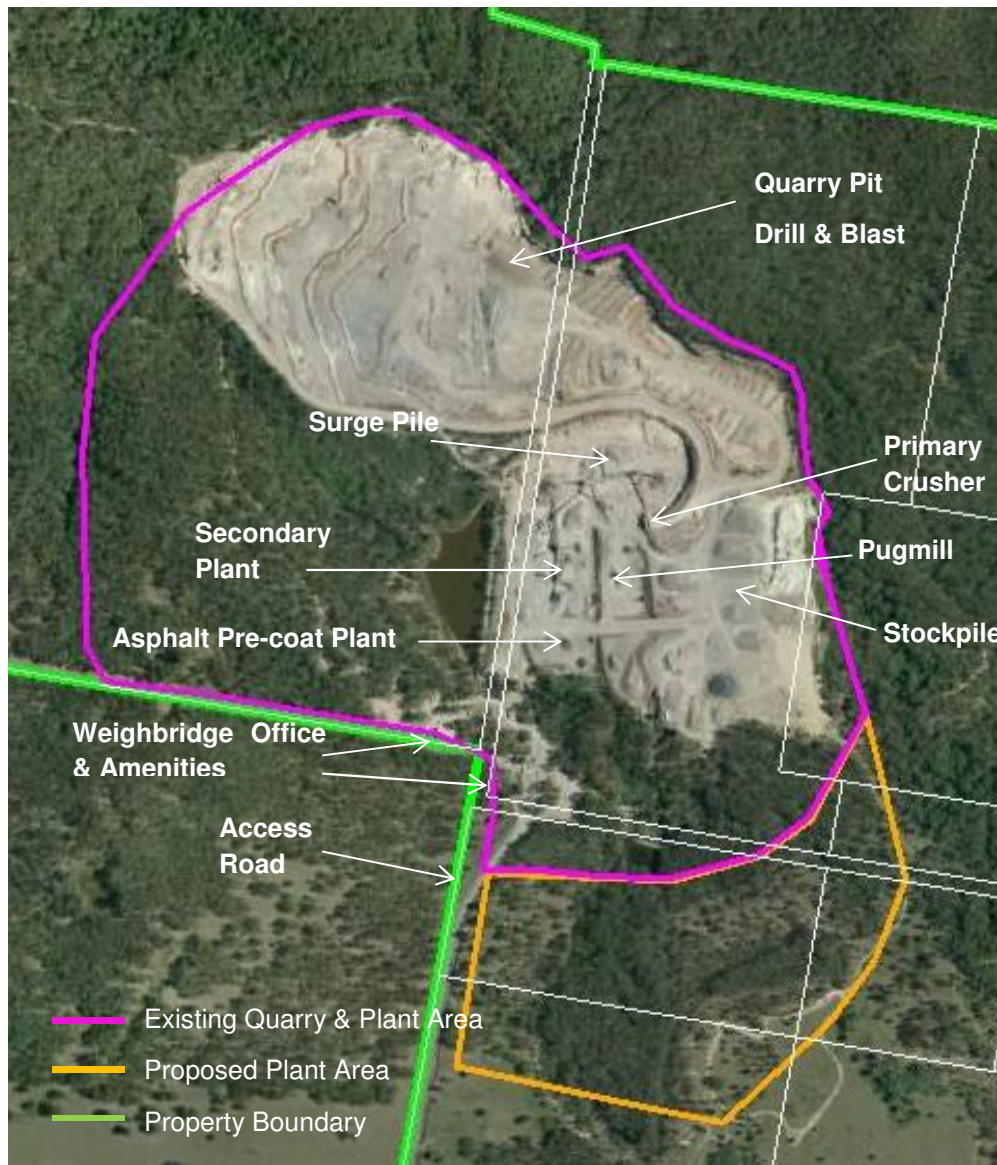 Quarry Pit
Drill & Blast
Surge Pile
Primary
Crusher
Secondary
Plant
Pugmill
Asphalt Pre-coat Plant
Stockpile
Weighbridge Office
& Amenities
Access
Road
Existing Quarry & Plant Area
Proposed Plant Area
Property Boundary